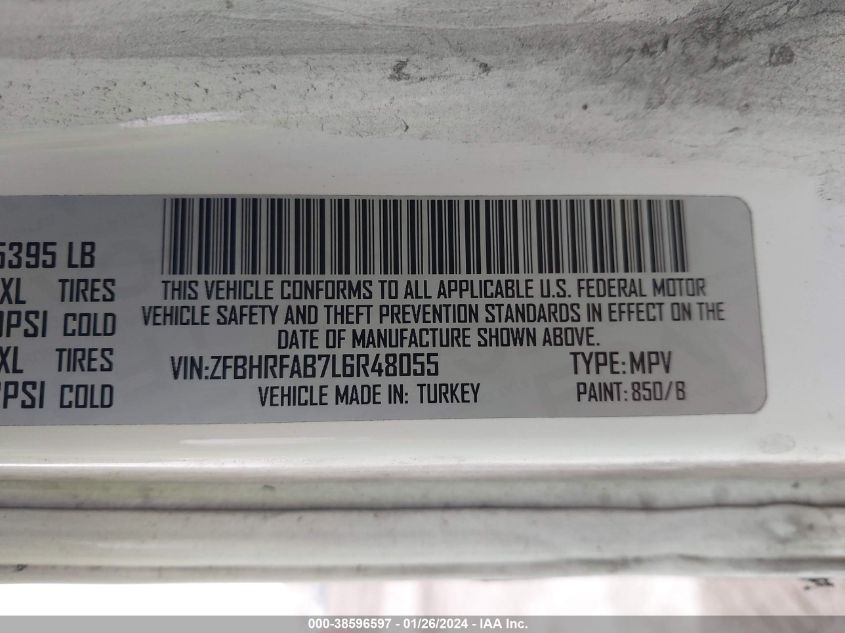 5395 LB
XL TIRES
PSI COLD
XL TIRES
PSI COLD
THIS VEHICLE CONFORMS TO ALL APPLICABLE U.S. FEDERAL MOTOR
VEHICLE SAFETY AND THEFT PREVENTION STANDARDS IN EFFECT ON THE
DATE OF MANUFACTURE SHOWN ABOVE.
VIN:ZFBHRFAB7L6R48055 TYPE:MPV
VEHICLE MADE IN: TURKEY PAINT:850/B
000-38596597 - 01/26/2024 - IAA Inc.